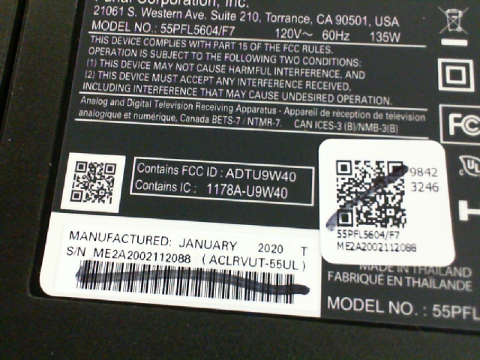 Funai Corporation, Inc.
21061 S. Western Ave. Suite 210, Torrance, CA 90501, USA
MODEL NO.: 55PFL5604/F7 120V~ 60Hz 135W
THIS DEVICE COMPLIES WITH PART 15 OF THE FCC RULES.
OPERATION IS SUBJECT TO THE FOLLOWING TWO CONDITIONS:
(1) THIS MAY NOT CAUSE HARMFUL INTERFERENCE, AND
(2) THIS DEVICE MUST ACCEPT ANY INTERFERENCE RECEIVED,
INCLUDING INTERFERENCE THAT MAY CAUSE UNDESIRED OPERATION.
Analog and Digital Television Receiving Apparatus - Appareil de réception de télévision
analogique et numérique, Canada BETS-7 / NTMR-7. CAN ICES-3 (B)/NMB-3(B)
FC
UL
Contains FCC ID : ADTU9W40
Contains IC : 1178A-U9W40
9842
3246
55PFL5604/F7
ME2A2002112088
MANUFACTURED: JANUARY 2020 T
S/N ME2A2002112088 (ACLRVUT-55UL)
MADE IN THAILAND
FABRIQUÉ EN THAÏLANDE
MODEL NO. : 55PFL